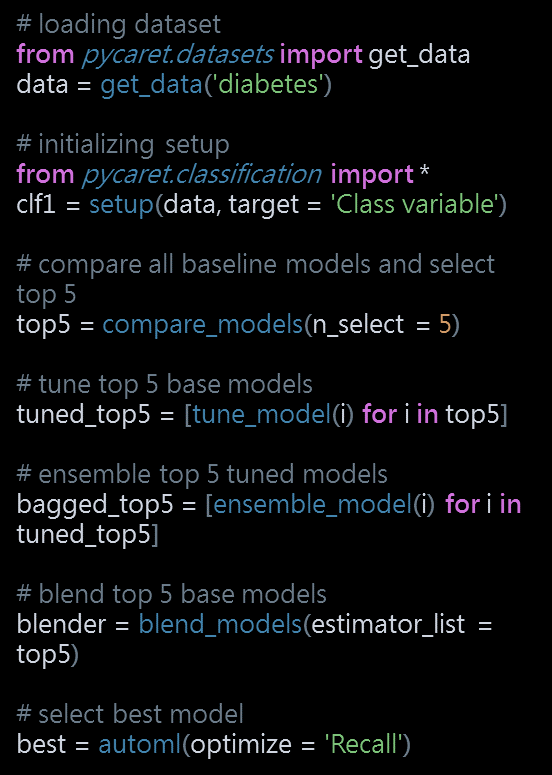 # loading dataset
from pycaret.datasets import get_data
data = get_data('diabetes')
# initializing setup
from pycaret.classification import *
clf1 = setup(data, target = 'Class variable')
# compare all baseline models and select
top 5
top5 = compare_models(n_select = 5)
# tune top 5 base models
tuned_top5 = [tune_model(i) for i in top5]
# ensemble top 5 tuned models
bagged_top5 = [ensemble_model(i) for i in
tuned_top5]
# blend top 5 base models
blender = blend_models(estimator_list =
top5)
# select best model
best = automl(optimize = 'Recall')